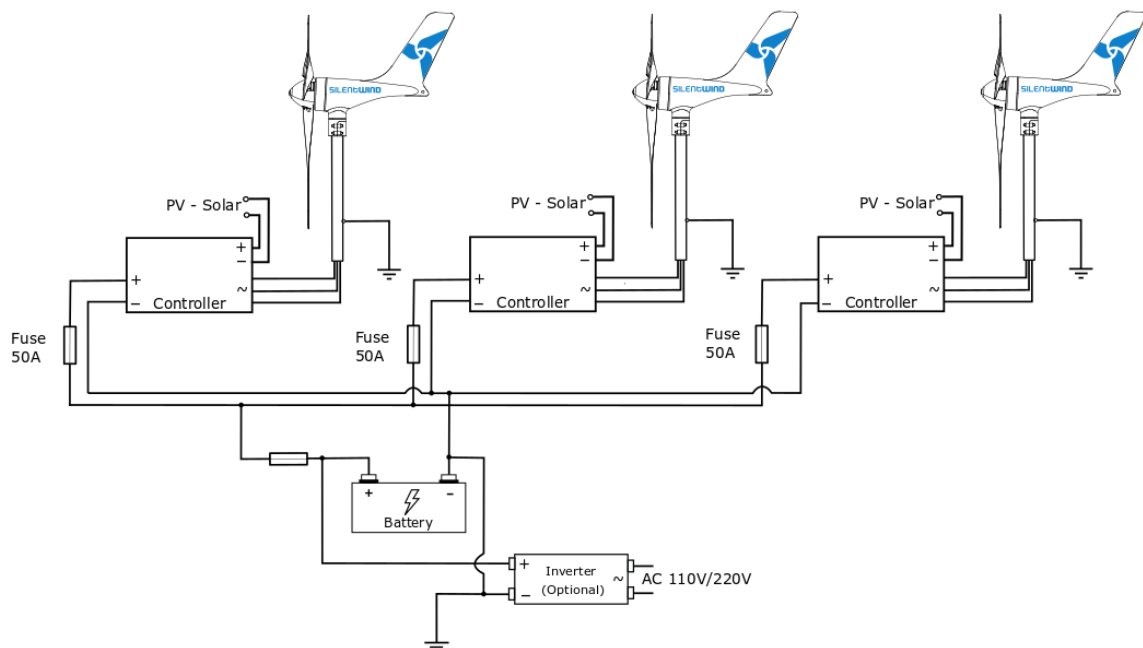 SILENTWIND
SILENTWIND
SILENTWIND
PV - Solar
PV - Solar
PV - Solar
+
−
+
−
~
Controller
+
−
+
−
~
Controller
+
−
+
−
~
Controller
Fuse
50A
Fuse
50A
Fuse
50A
+
-
Battery
+
−
Inverter
(Optional)
~
AC 110V/220V